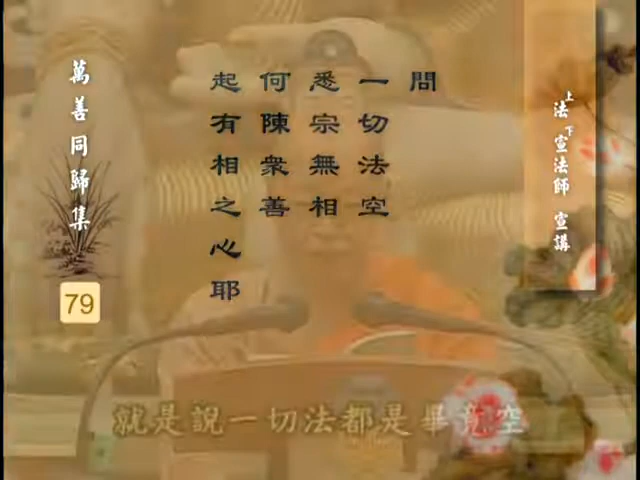 上法下宣法師 宣講
問
一切法空
悉宗無相
何陳衆善
起有相之心耶
萬善同歸集
79
就是說一切法都是畢竟空